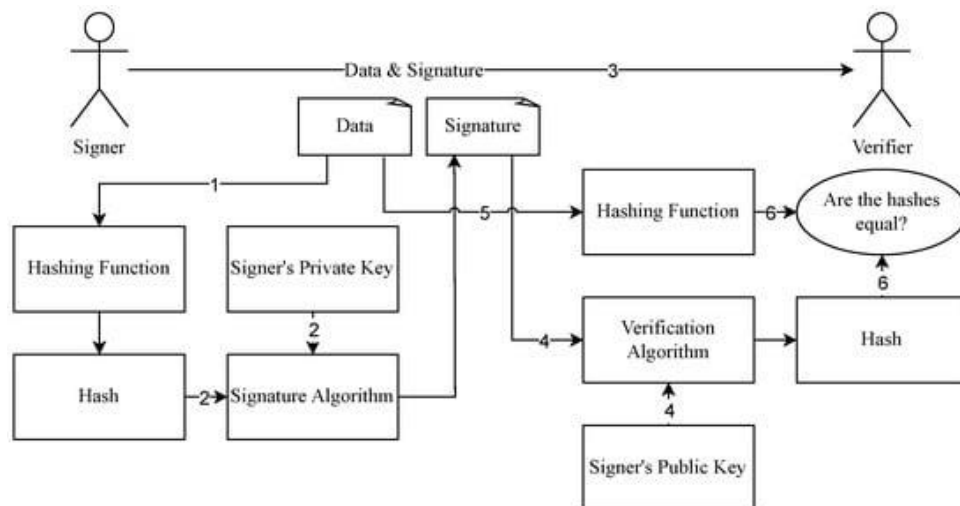 Data & Signature
3
Signer
Verifier
Data
Signature
1
5
Hashing Function
6
Are the hashes
equal?
Hashing Function
Signer's Private Key
2
6
4
Verification
Algorithm
Hash
Hash
2
Signature Algorithm
4
Signer's Public Key